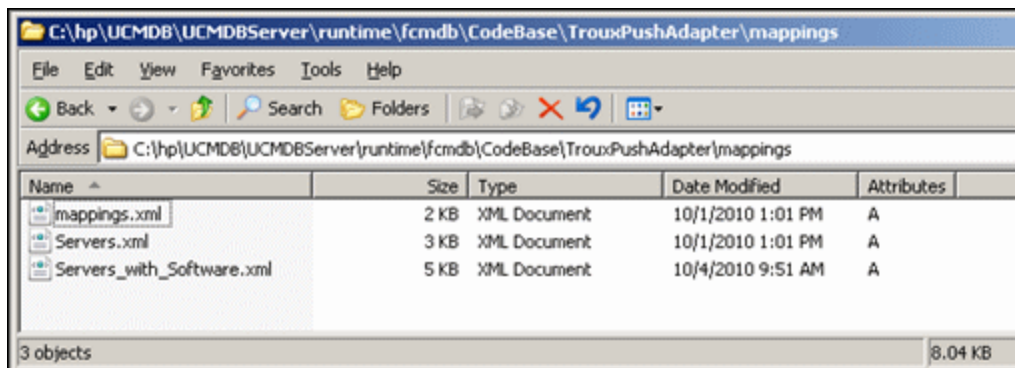 C:\hp\UCMDB\UCMDBServer\runtime\fcmdb\CodeBase\TrouxPushAdapter\mappings
File Edit View Favorites Tools Help
Back Search Folders
Address C:\hp\UCMDB\UCMDBServer\runtime\fcmdb\CodeBase\TrouxPushAdapter\mappings
Name Size Type Date Modified Attributes
mappings.xml 2 KB XML Document 10/1/2010 1:01 PM A
Servers.xml 3 KB XML Document 10/1/2010 1:01 PM A
Servers_with_Software.xml 5 KB XML Document 10/4/2010 9:51 AM A
3 objects 8.04 KB